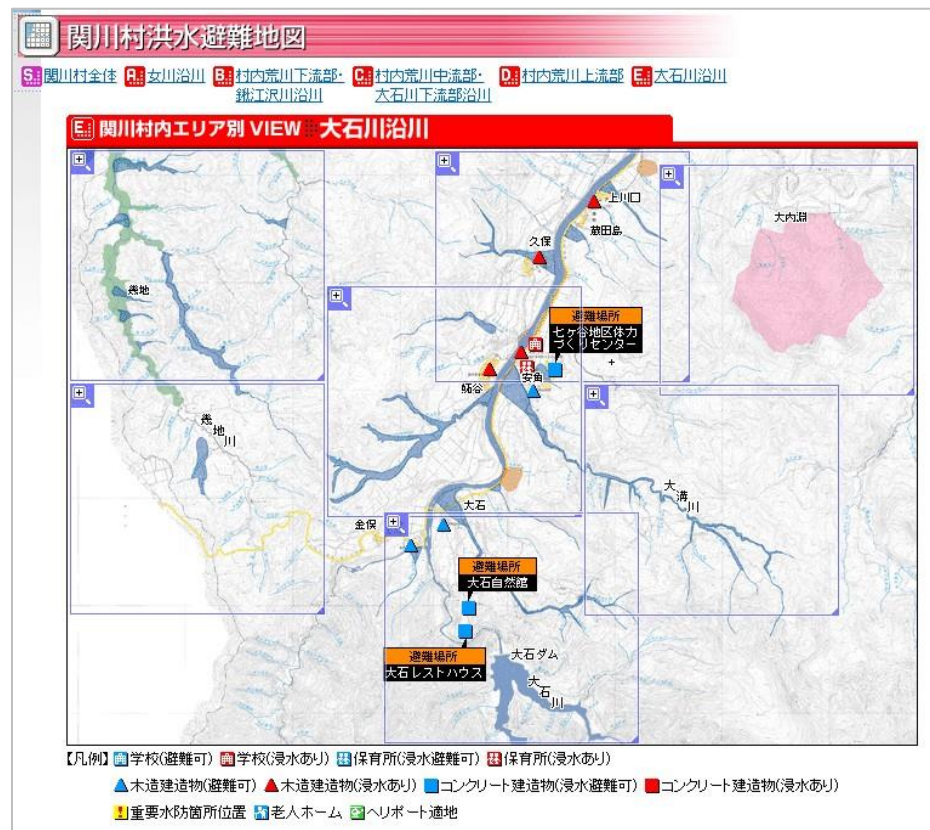 関川村洪水避難地図
S 関川村全体 A 女川沿川 B 村内荒川下流部・ C 村内荒川中流部・ D 村内荒川上流部 E 大石川沿川
鍬江沢川沿川 大石川下流部沿川
E 関川村内エリア別 VIEW 大石川沿川
上川口
蔵田島
大内淵
久保
幾地
避難場所
七ヶ谷地区体力
づくりセンター
安角
鮖谷
幾地川
大石
大溝川
金俣
避難場所
大石自然館
避難場所
大石レストハウス
大石ダム
大石川
【凡例】 学校(避難可) 学校(浸水あり) 保育所(浸水避難可) 保育所(浸水あり)
木造建造物(避難可) 木造建造物(浸水あり) コンクリート建造物(浸水避難可) コンクリート建造物(浸水あり)
重要水防箇所位置 老人ホーム ヘリポート適地